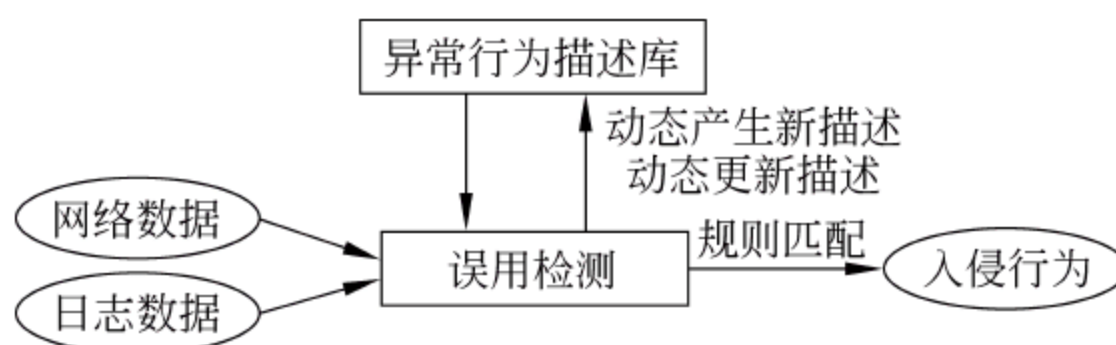 异常行为描述库
动态产生新描述
动态更新描述
网络数据
规则匹配
误用检测
入侵行为
日志数据